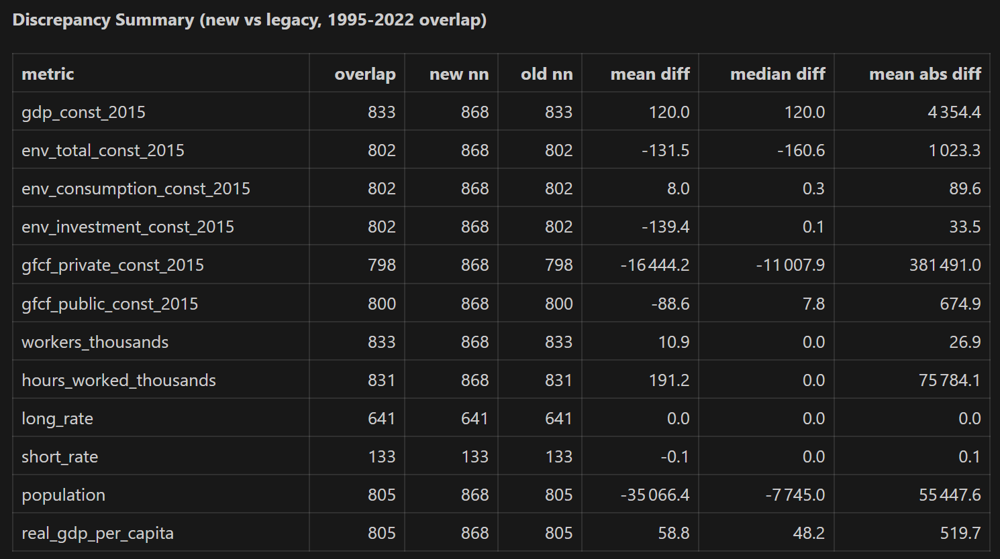 Discrepancy Summary (new vs legacy, 1995-2022 overlap)
metric overlap new nn old nn mean diff median diff mean abs diff
gdp_const_2015 833 868 833 120.0 120.0 4 354.4
env_total_const_2015 802 868 802 -131.5 -160.6 1 023.3
env_consumption_const_2015 802 868 802 8.0 0.3 89.6
env_investment_const_2015 802 868 802 -139.4 0.1 33.5
gfcf_private_const_2015 798 868 798 -16 444.2 -11 007.9 381 491.0
gfcf_public_const_2015 800 868 800 -88.6 7.8 674.9
workers_thousands 833 868 833 10.9 0.0 26.9
hours_worked_thousands 831 868 831 191.2 0.0 75 784.1
long_rate 641 641 641 0.0 0.0 0.0
short_rate 133 133 133 -0.1 0.0 0.1
population 805 868 805 -35 066.4 -7 745.0 55 447.6
real_gdp_per_capita 805 868 805 58.8 48.2 519.7